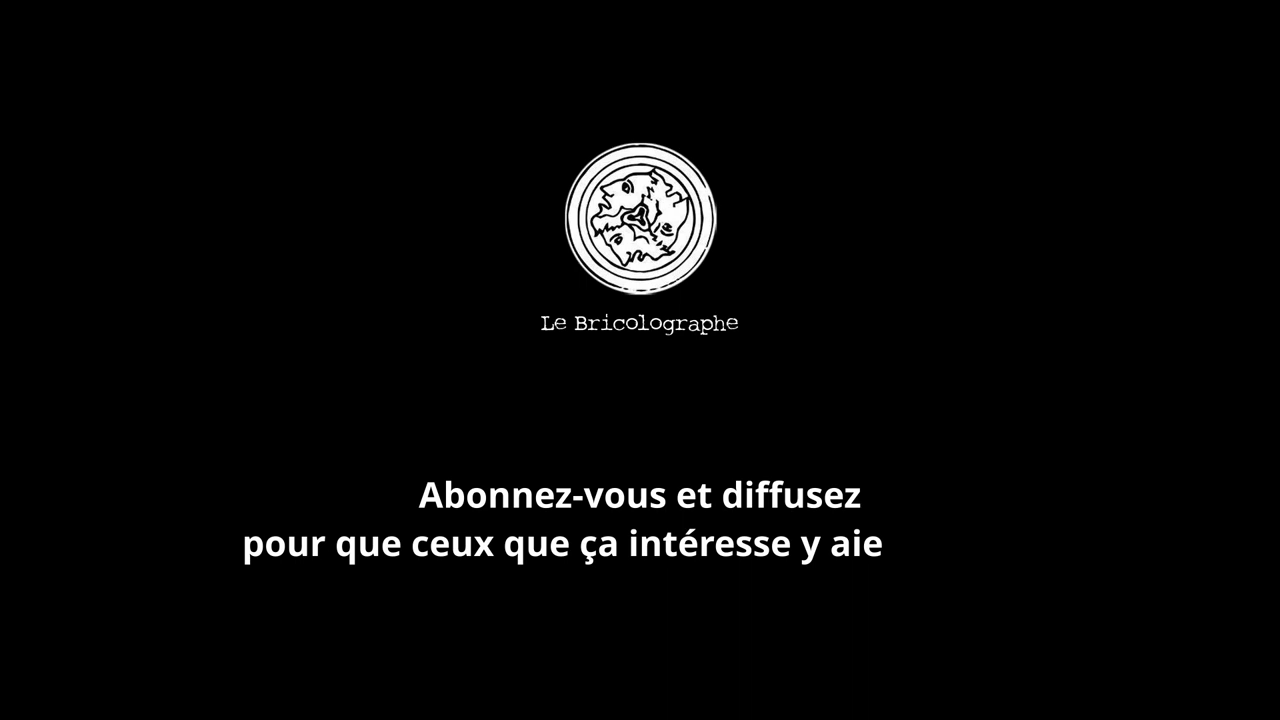 Le Bricolographe
Abonnez-vous et diffusez
pour que ceux que ça intéresse y aie